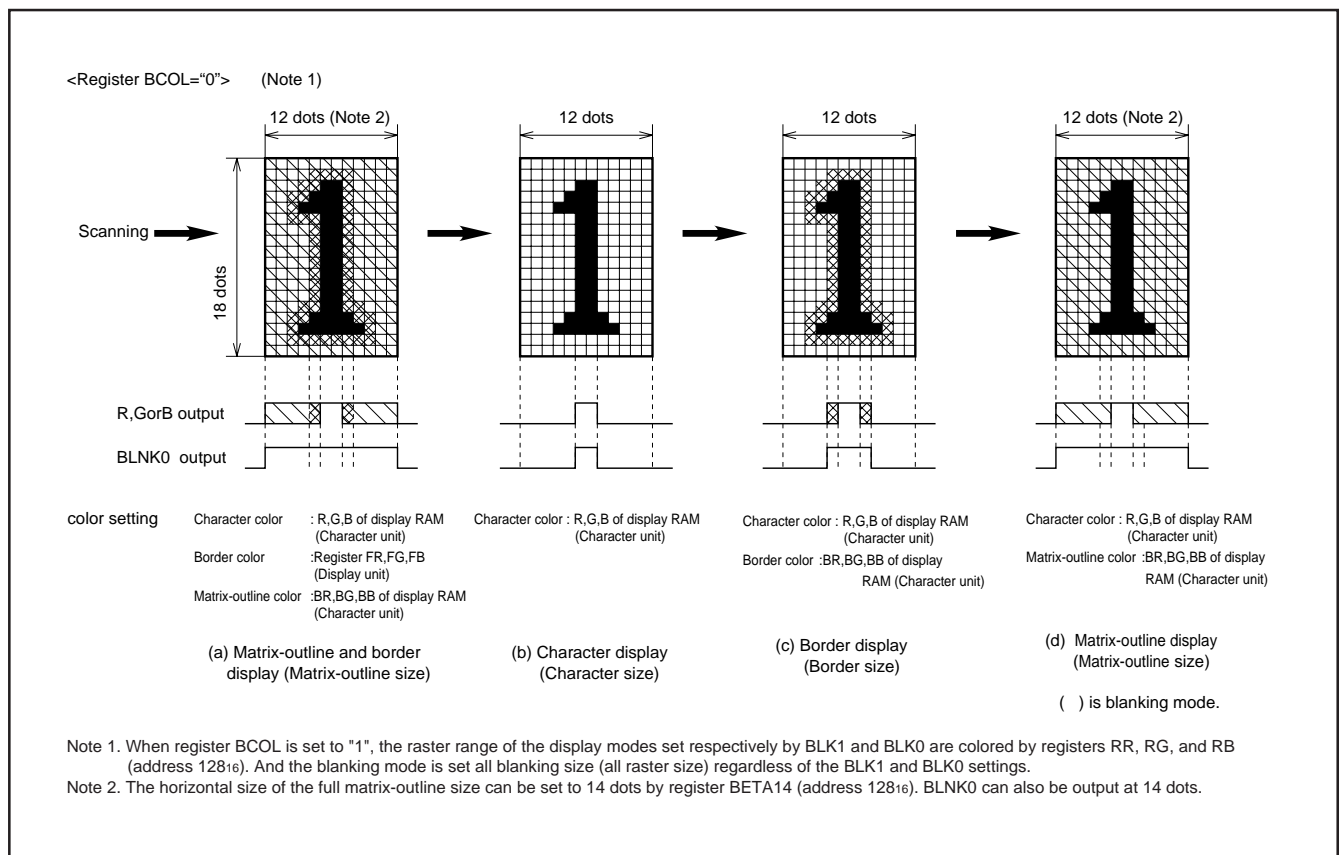 <Register BCOL=“0”> (Note 1)
12 dots (Note 2) 12 dots 12 dots 12 dots (Note 2)
Scanning
18 dots
R,GorB output
BLNK0 output
color setting
Character color : R,G,B of display RAM
(Character unit)
Border color :Register FR,FG,FB
(Display unit)
Matrix-outline color :BR,BG,BB of display RAM
(Character unit)
(a) Matrix-outline and border
display (Matrix-outline size)
Character color : R,G,B of display RAM
(Character unit)
(b) Character display
(Character size)
Character color : R,G,B of display RAM
(Character unit)
Border color :BR,BG,BB of display
RAM (Character unit)
(c) Border display
(Border size)
Character color : R,G,B of display RAM
(Character unit)
Matrix-outline color :BR,BG,BB of display
RAM (Character unit)
(d) Matrix-outline display
(Matrix-outline size)
( ) is blanking mode.
Note 1. When register BCOL is set to "1", the raster range of the display modes set respectively by BLK1 and BLK0 are colored by registers RR, RG, and RB
(address 128₁₆). And the blanking mode is set all blanking size (all raster size) regardless of the BLK1 and BLK0 settings.
Note 2. The horizontal size of the full matrix-outline size can be set to 14 dots by register BETA14 (address 128₁₆). BLNK0 can also be output at 14 dots.